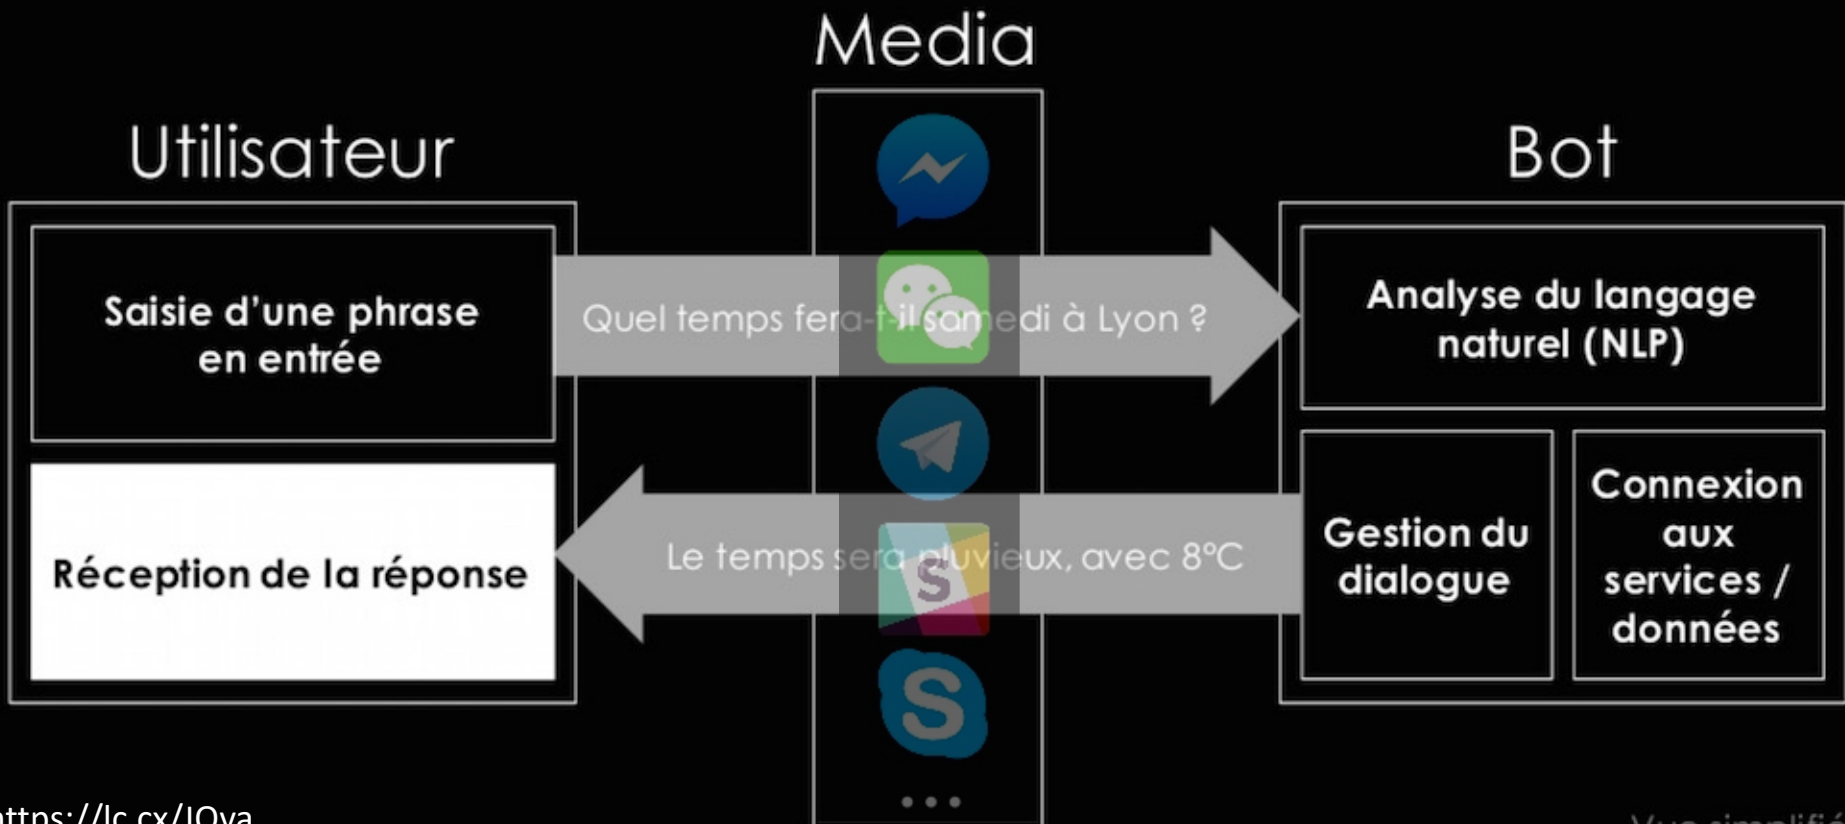 Media
Utilisateur
Bot
Saisie d'une phrase
en entrée
Quel temps fera-t-il samedi à Lyon ?
Analyse du langage
naturel (NLP)
Réception de la réponse
Le temps sera pluvieux, avec 8°C
S
Gestion du
dialogue
Connexion
aux
services /
données
S
...
Vue